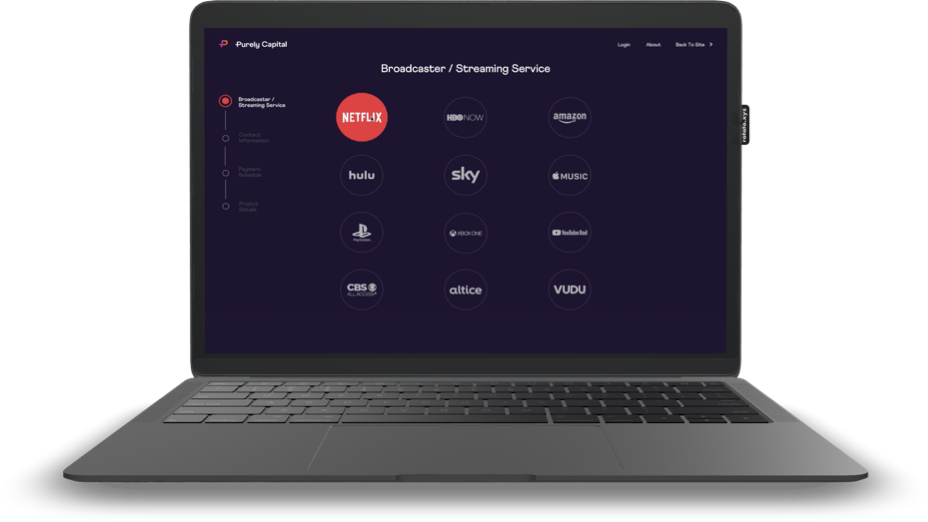 Purely Capital
Login
About
Back To Site
Broadcaster / Streaming Service
Broadcaster /
Streaming Service
Contact
Information
Payment
Schedule
Project
Details
NETFLIX
HBO NOW
amazon
hulu
sky
MUSIC
PlayStation
XBOX ONE
YouTube Red
CBS
ALL ACCESS
altice
VUDU
rotato.xyz